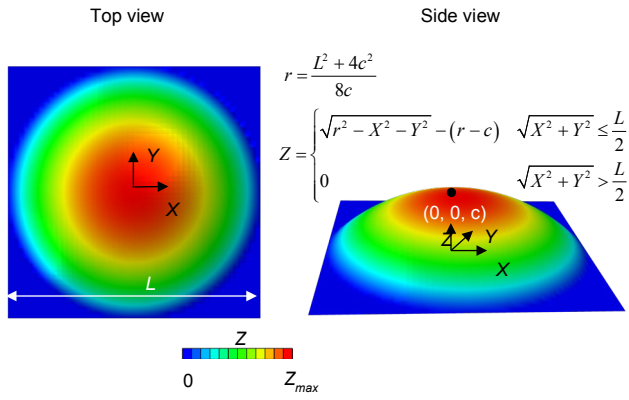 Top view
Side view
r = (L² + 4c²) / 8c
Z = { √(r² − X² − Y²) − (r − c)   √(X² + Y²) ≤ L/2
0   √(X² + Y²) > L/2
Y
X
L
(0, 0, c)
Z
Y
X
Z
0
Z_max